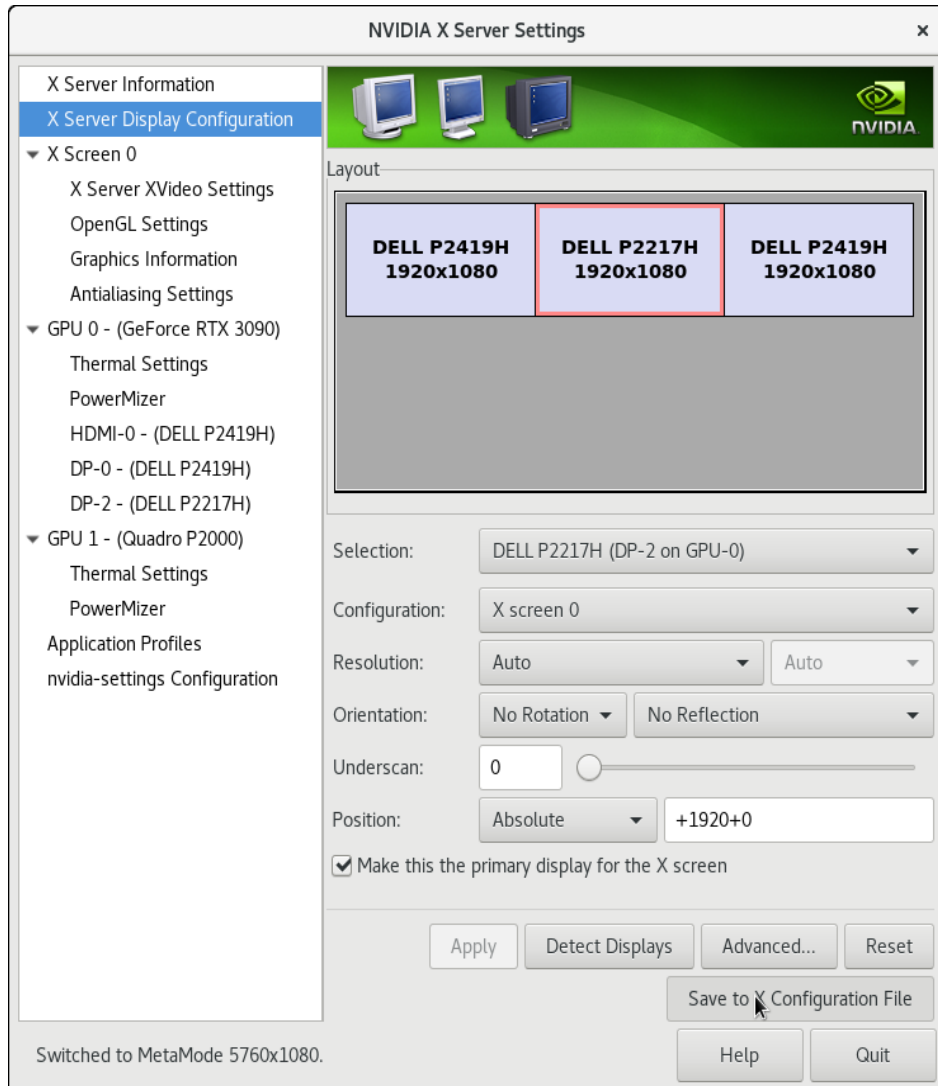 NVIDIA X Server Settings
X Server Information
X Server Display Configuration
X Screen 0
X Server XVideo Settings
OpenGL Settings
Graphics Information
Antialiasing Settings
GPU 0 - (GeForce RTX 3090)
Thermal Settings
PowerMizer
HDMI-0 - (DELL P2419H)
DP-0 - (DELL P2419H)
DP-2 - (DELL P2217H)
GPU 1 - (Quadro P2000)
Thermal Settings
PowerMizer
Application Profiles
nvidia-settings Configuration
NVIDIA.
Layout
DELL P2419H
1920x1080
DELL P2217H
1920x1080
DELL P2419H
1920x1080
Selection: DELL P2217H (DP-2 on GPU-0)
Configuration: X screen 0
Resolution: Auto Auto
Orientation: No Rotation No Reflection
Underscan: 0
Position: Absolute +1920+0
Make this the primary display for the X screen
Apply Detect Displays Advanced... Reset
Save to X Configuration File
Switched to MetaMode 5760x1080. Help Quit